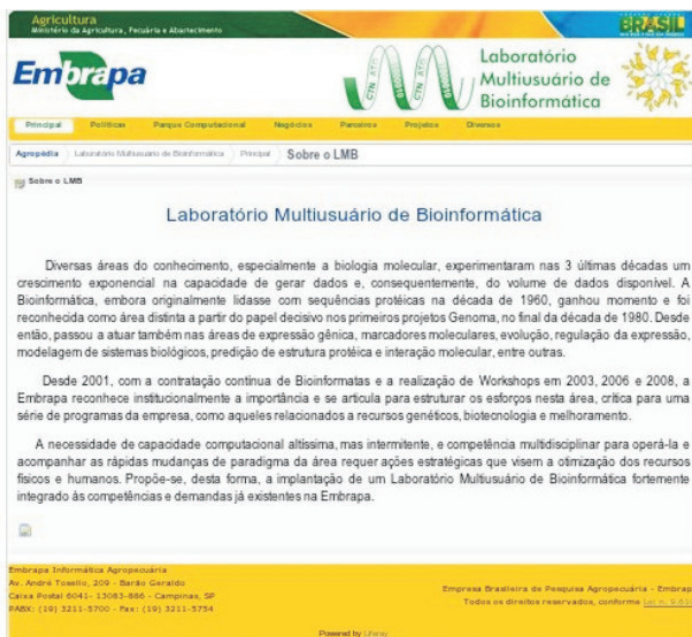 Agricultura
Ministério da Agricultura, Pecuária e Abastecimento
BRASIL
Embrapa
Laboratório
Multiusuário de
Bioinformática
Principal Políticas Parque Computacional Negócios Parceiros Projetos Diversos
Agropédia Laboratório Multiusuário de Bioinformática Principal Sobre o LMB
Sobre o LMB
Laboratório Multiusuário de Bioinformática
Diversas áreas do conhecimento, especialmente a biologia molecular, experimentaram nas 3 últimas décadas um
crescimento exponencial na capacidade de gerar dados e, consequentemente, do volume de dados disponível. A
Bioinformática, embora originalmente lidasse com sequências protéicas na década de 1960, ganhou momento e foi
reconhecida como área distinta a partir do papel decisivo nos primeiros projetos Genoma, no final da década de 1980. Desde
então, passou a atuar também nas áreas de expressão gênica, marcadores moleculares, evolução, regulação da expressão,
modelagem de sistemas biológicos, predição de estrutura protéica e interação molecular, entre outras.
Desde 2001, com a contratação contínua de Bioinformatas e a realização de Workshops em 2003, 2006 e 2008, a
Embrapa reconhece institucionalmente a importância e se articula para estruturar os esforços nesta área, crítica para uma
série de programas da empresa, como aqueles relacionados a recursos genéticos, biotecnologia e melhoramento.
A necessidade de capacidade computacional altíssima, mas intermitente, e competência multidisciplinar para operá-la e
acompanhar as rápidas mudanças de paradigma da área requer ações estratégicas que visem a otimização dos recursos
físicos e humanos. Propõe-se, desta forma, a implantação de um Laboratório Multiusuário de Bioinformática fortemente
integrado às competências e demandas já existentes na Embrapa.
Embrapa Informática Agropecuária
Av. André Tosello, 209 - Barão Geraldo
Caixa Postal 6041- 13083-886 - Campinas, SP
PABX: (19) 3211-5700 - Fax: (19) 3211-5754
Empresa Brasileira de Pesquisa Agropecuária - Embrap
Todos os direitos reservados, conforme Lei n. 9.61
Powered by Liferay